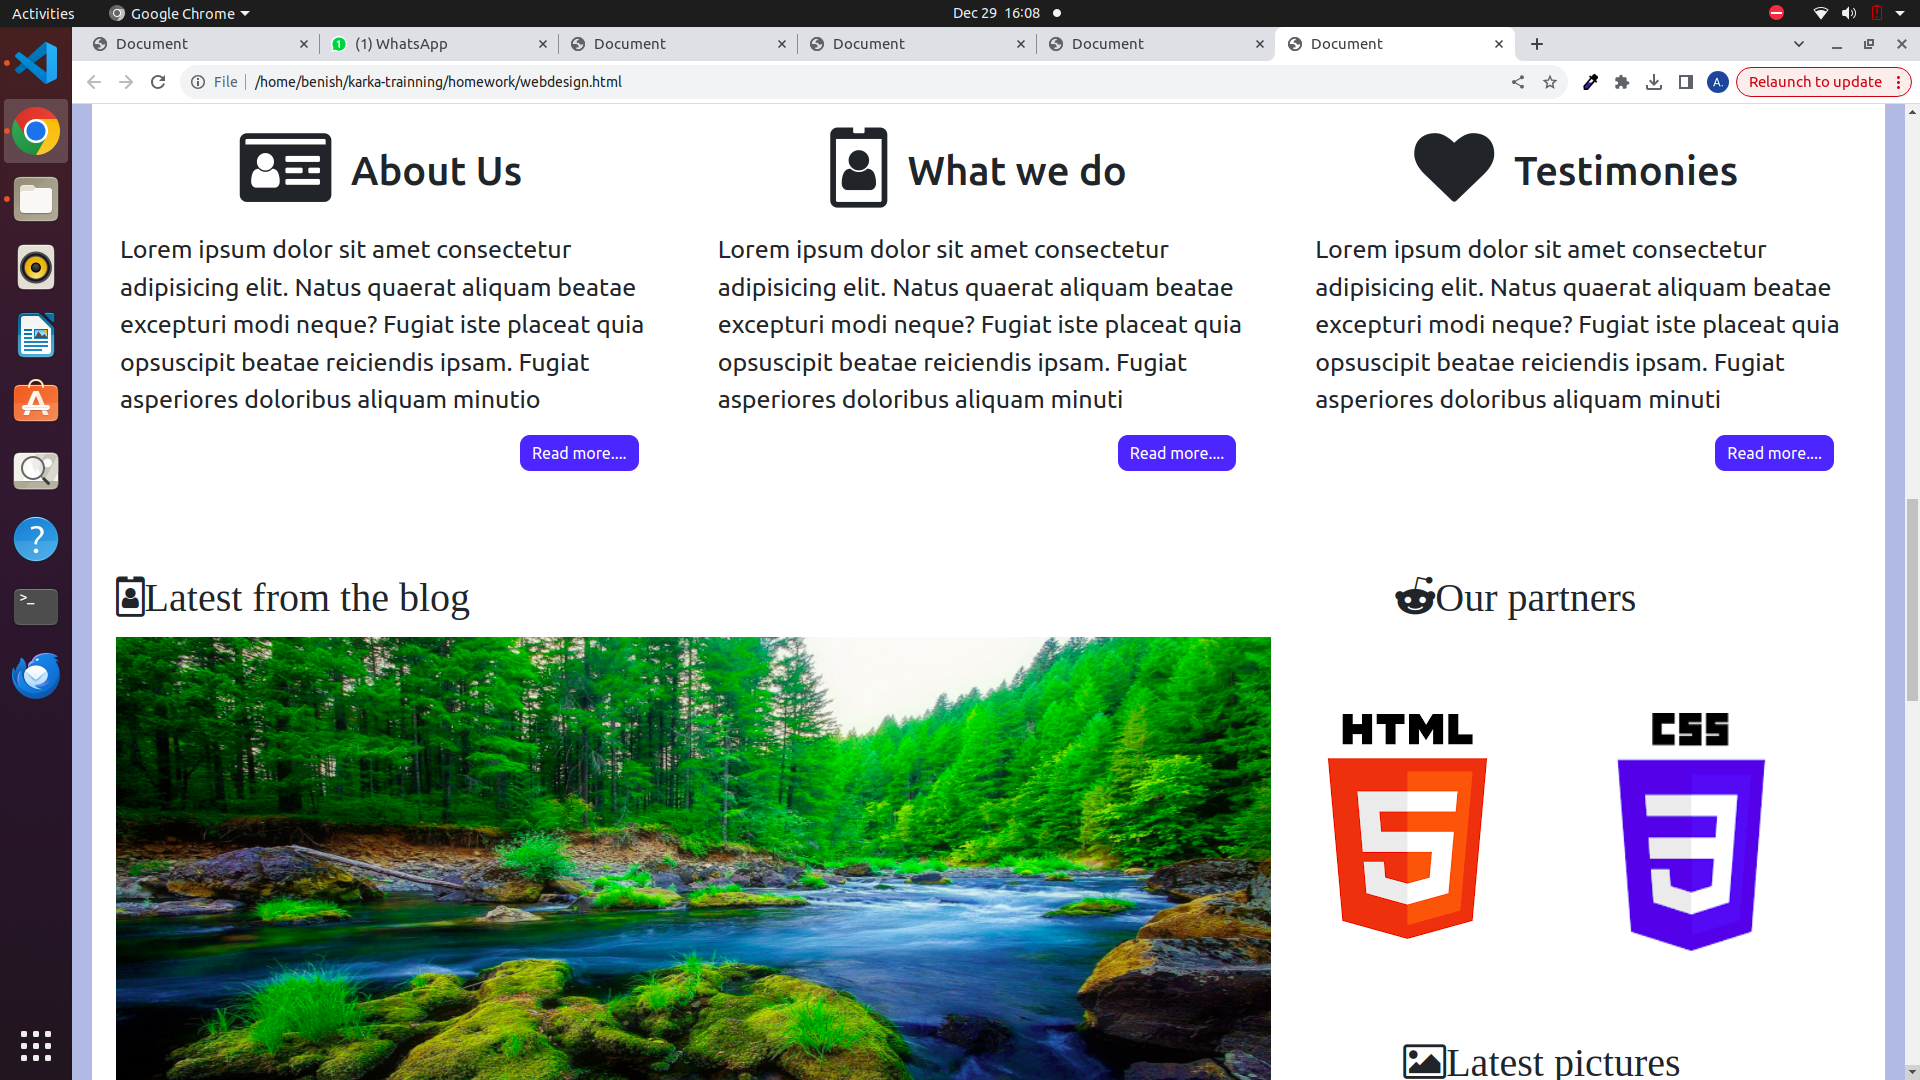 Activities
Google Chrome
Dec 29 16:08
Document
(1) WhatsApp
Document
Document
Document
Document
File
/home/benish/karka-trainning/homework/webdesign.html
A.
Relaunch to update
About Us
Lorem ipsum dolor sit amet consectetur
adipisicing elit. Natus quaerat aliquam beatae
excepturi modi neque? Fugiat iste placeat quia
opsuscipit beatae reiciendis ipsam. Fugiat
asperiores doloribus aliquam minutio
Read more....
What we do
Lorem ipsum dolor sit amet consectetur
adipisicing elit. Natus quaerat aliquam beatae
excepturi modi neque? Fugiat iste placeat quia
opsuscipit beatae reiciendis ipsam. Fugiat
asperiores doloribus aliquam minuti
Read more....
Testimonies
Lorem ipsum dolor sit amet consectetur
adipisicing elit. Natus quaerat aliquam beatae
excepturi modi neque? Fugiat iste placeat quia
opsuscipit beatae reiciendis ipsam. Fugiat
asperiores doloribus aliquam minuti
Read more....
Latest from the blog
Our partners
HTML
5
CSS
3
Latest pictures